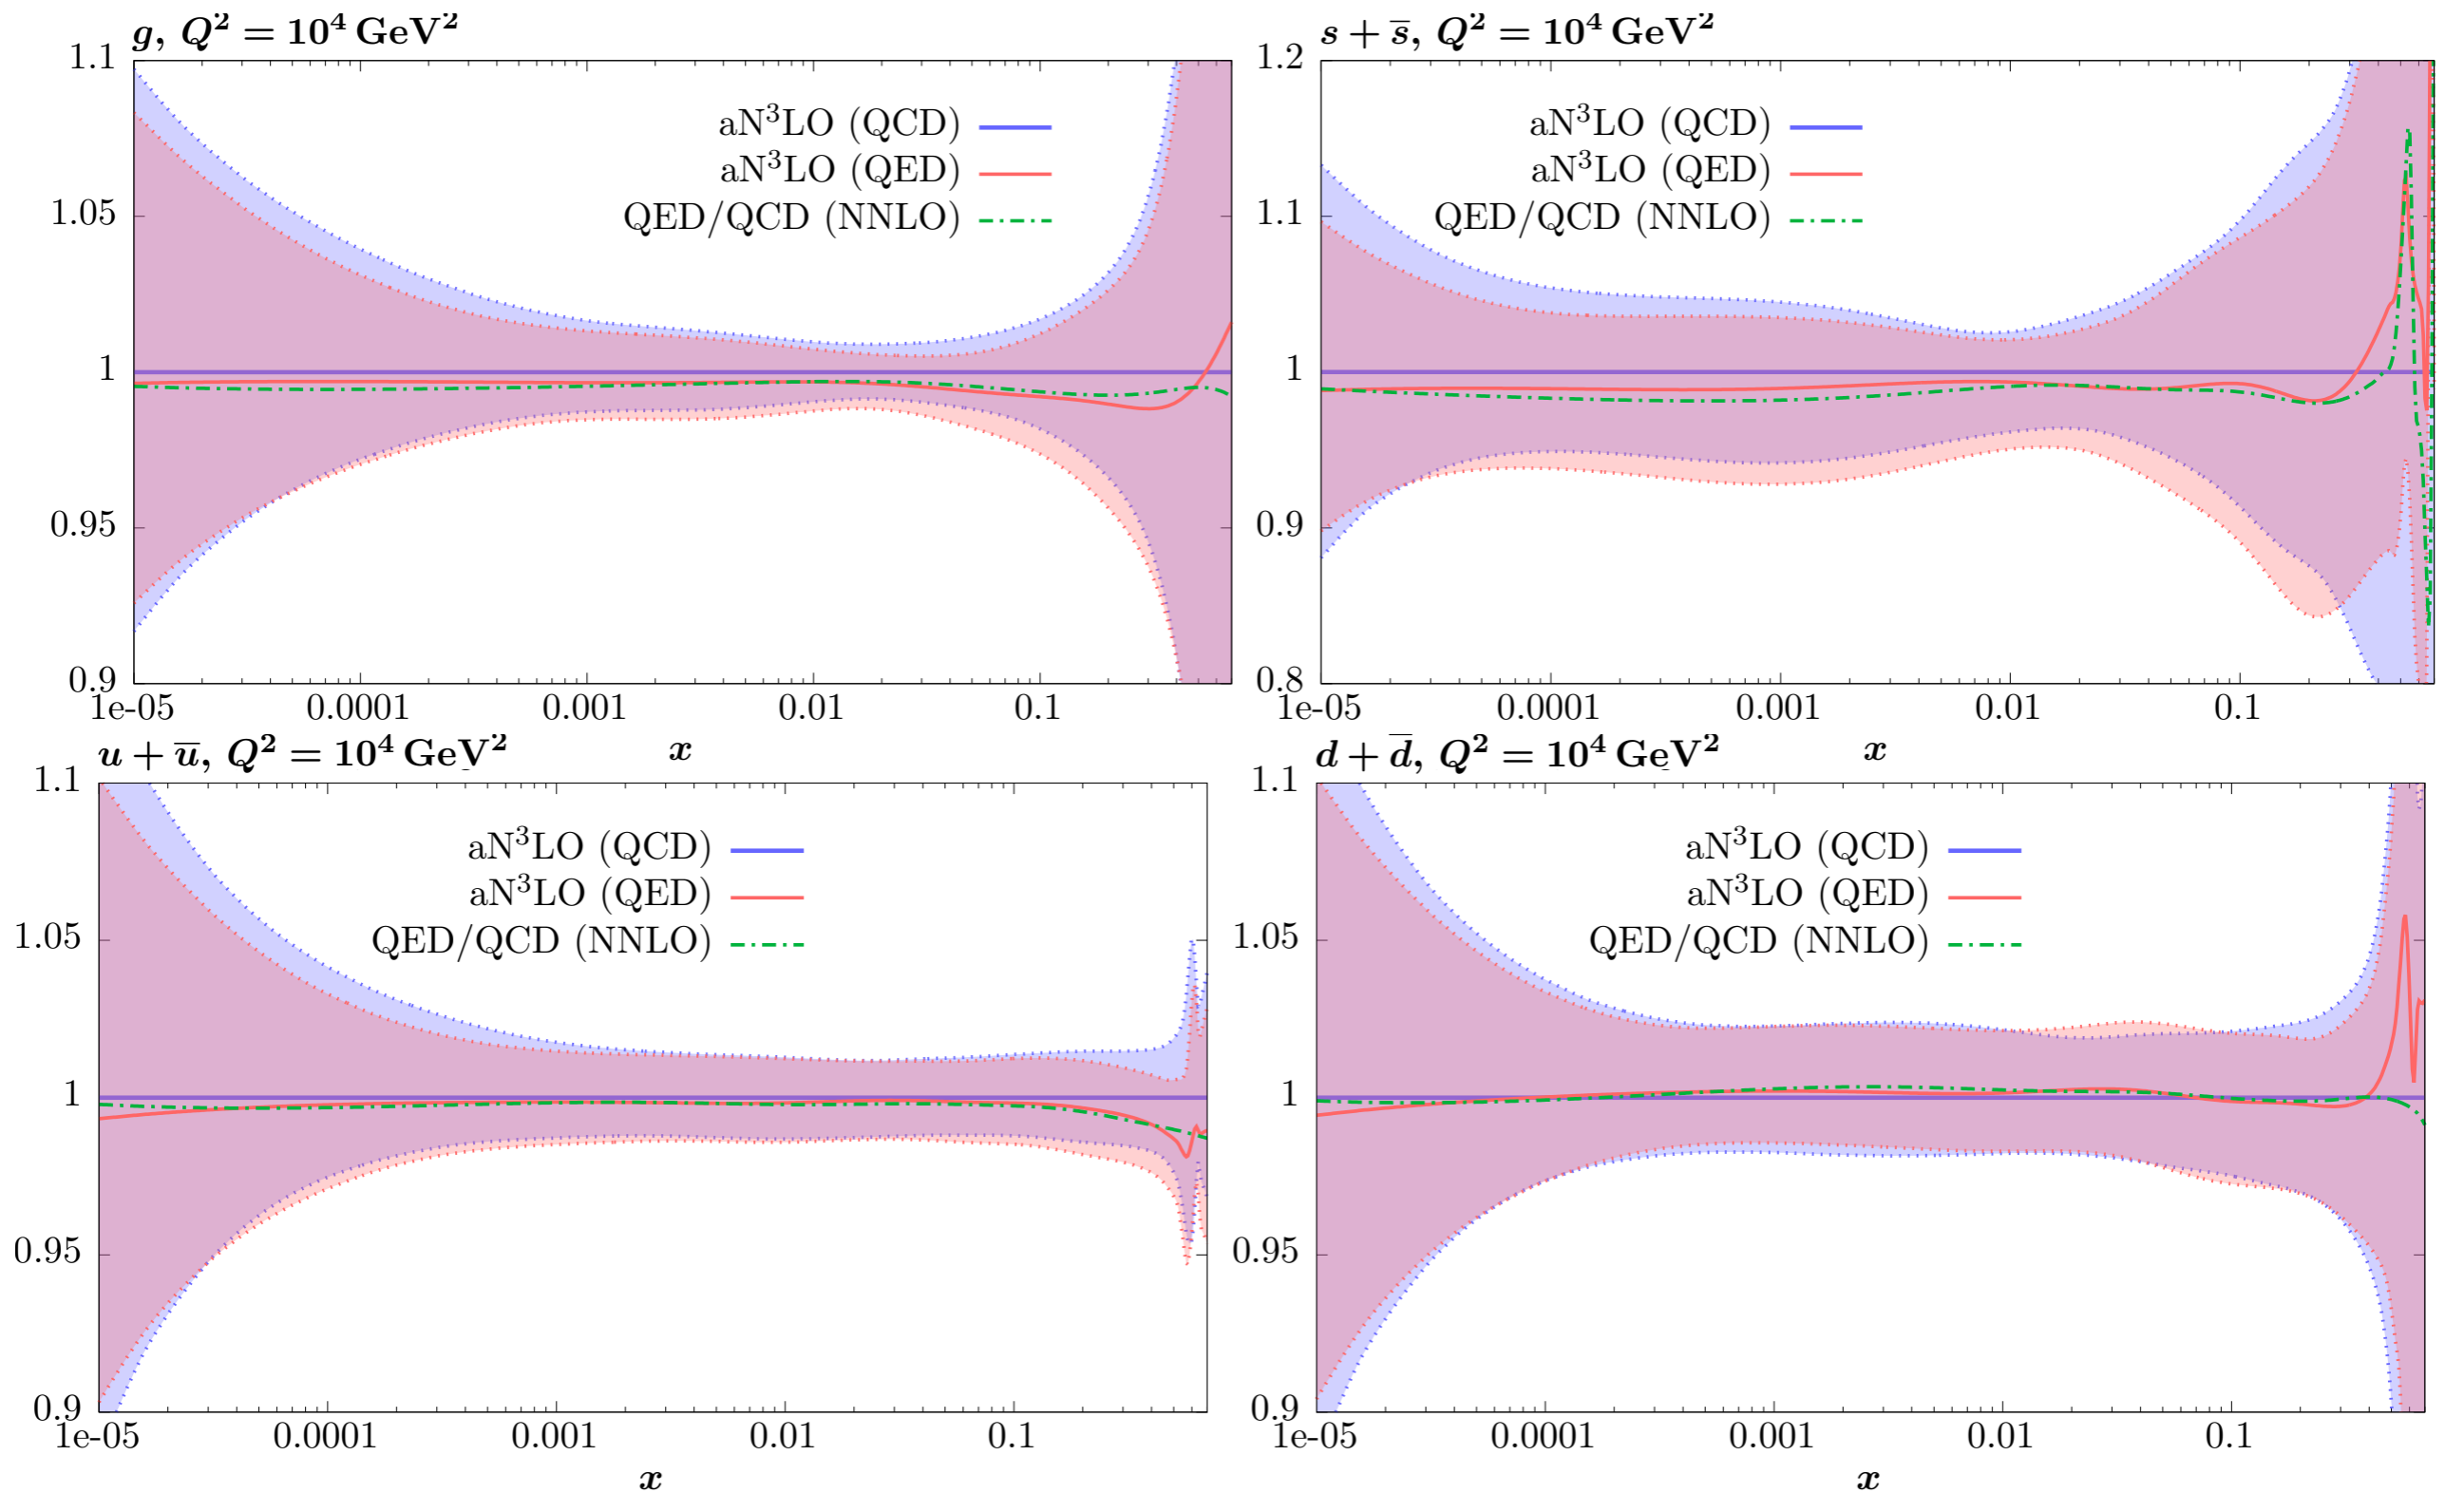 g, Q² = 10⁴ GeV²
1.1
1.05
1
0.95
0.9
aN³LO (QCD)
aN³LO (QED)
QED/QCD (NNLO)
1e-05 0.0001 0.001 0.01 0.1
x
s + s̅, Q² = 10⁴ GeV²
1.2
1.1
1
0.9
0.8
aN³LO (QCD)
aN³LO (QED)
QED/QCD (NNLO)
1e-05 0.0001 0.001 0.01 0.1
x
u + u̅, Q² = 10⁴ GeV²
1.1
1.05
1
0.95
0.9
aN³LO (QCD)
aN³LO (QED)
QED/QCD (NNLO)
1e-05 0.0001 0.001 0.01 0.1
x
d + d̅, Q² = 10⁴ GeV²
1.1
1.05
1
0.95
0.9
aN³LO (QCD)
aN³LO (QED)
QED/QCD (NNLO)
1e-05 0.0001 0.001 0.01 0.1
x